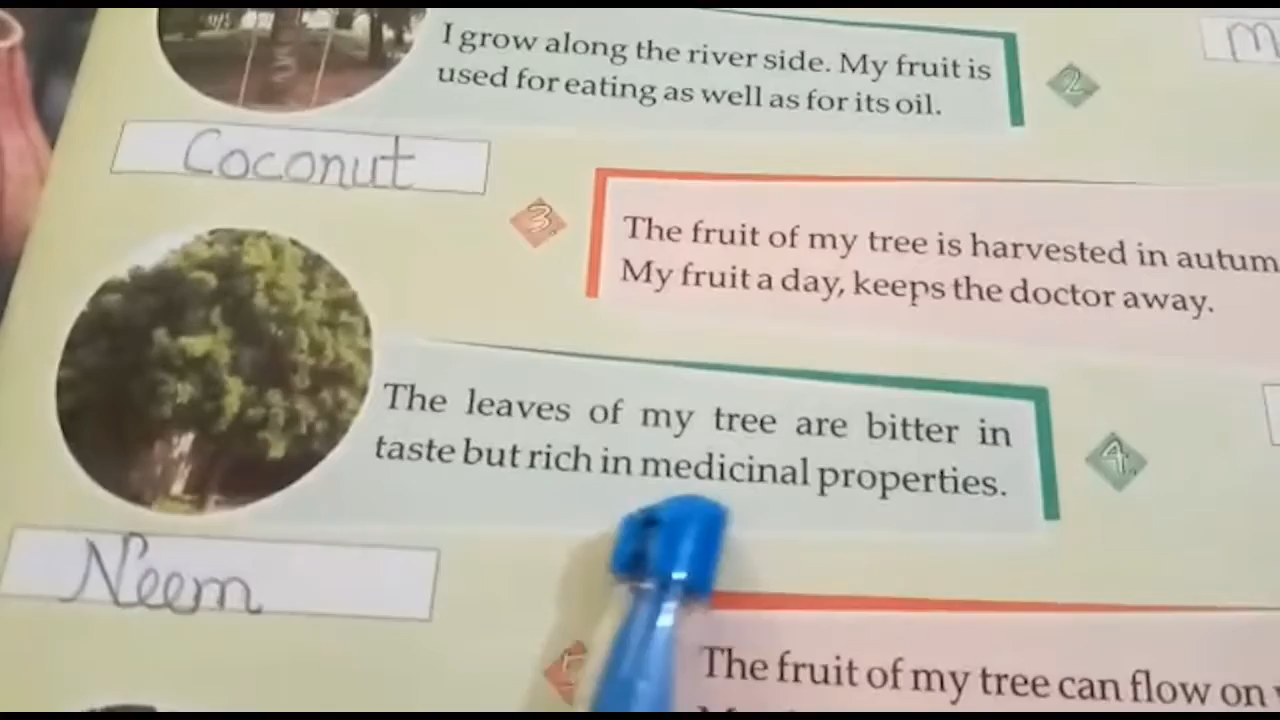 I grow along the river side. My fruit is
used for eating as well as for its oil.
2
Coconut
3.
The fruit of my tree is harvested in autum
My fruit a day, keeps the doctor away.
The leaves of my tree are bitter in
taste but rich in medicinal properties.
4.
Neem
The fruit of my tree can flow on